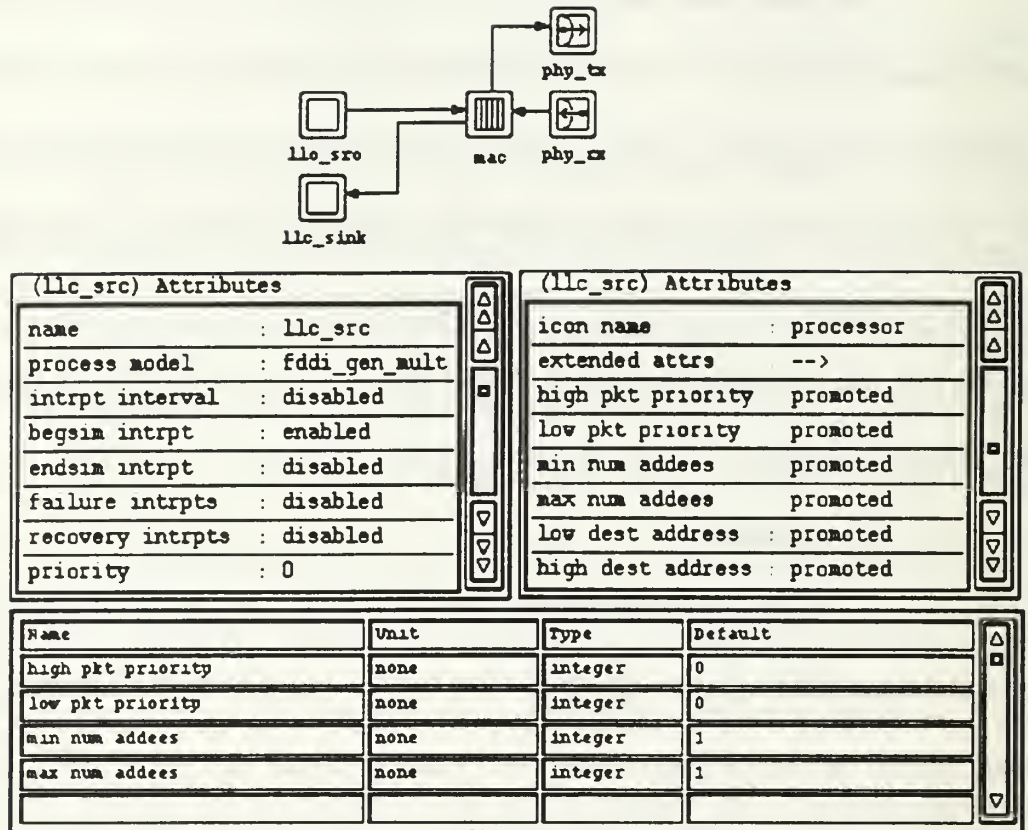 phy_tx
llc_src
mac
phy_rx
llc_sink
(llc_src) Attributes
name : llc_src
process model : fddi_gen_mult
intrpt interval : disabled
begsim intrpt : enabled
endsim intrpt : disabled
failure intrpts : disabled
recovery intrpts : disabled
priority : 0
(llc_src) Attributes
icon name : processor
extended attrs -->
high pkt priority promoted
low pkt priority promoted
min num addees promoted
max num addees promoted
low dest address : promoted
high dest address : promoted
Name Unit Type Default
high pkt priority none integer 0
low pkt priority none integer 0
min num addees none integer 1
max num addees none integer 1